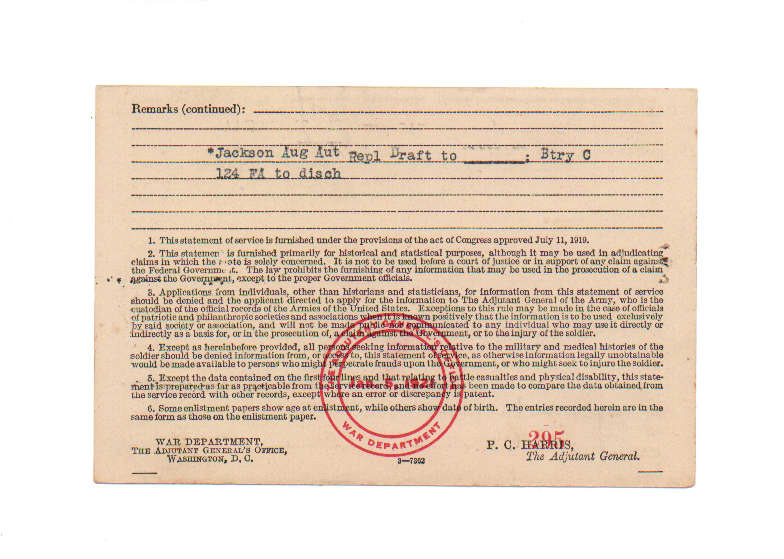 Remarks (continued):
*Jackson Aug Aut Repl Draft to ______; Btry C
124 FA to disch
1. This statement of service is furnished under the provisions of the act of Congress approved July 11, 1919.
2. This statement is furnished primarily for historical and statistical purposes, although it may be used in adjudicating
claims in which the State is solely concerned. It is not to be used before a court of justice or in support of any claim against
the Federal Government. The law prohibits the furnishing of any information that may be used in the prosecution of a claim
against the Government, except to the proper Government officials.
3. Applications from individuals, other than historians and statisticians, for information from this statement of service
should be denied and the applicant directed to apply for the information to The Adjutant General of the Army, who is the
custodian of the official records of the Armies of the United States. Exceptions to this rule may be made in the case of officials
of patriotic and philanthropic societies and associations when it is known positively that the information is to be used exclusively
by said society or association, and will not be made public nor communicated to any individual who may use it directly or
indirectly as a basis for, or in the prosecution of, a claim against the Government, or to the injury of the soldier.
4. Except as hereinbefore provided, all persons seeking information relative to the military and medical histories of the
soldier should be denied information from, or access to, this statement of service, as otherwise information legally unobtainable
would be made available to persons who might perpetrate frauds upon the Government, or who might seek to injure the soldier.
5. Except the data contained on the first four lines and that relating to battle casualties and physical disability, this state-
ment is prepared as far as practicable from the service record, and no effort has been made to compare the data obtained from
the service record with other records, except where an error or discrepancy is patent.
6. Some enlistment papers show age at enlistment, while others show date of birth. The entries recorded herein are in the
same form as those on the enlistment paper.
THE ADJUTANT GENERAL'S OFFICE
1921
WAR DEPARTMENT
WAR DEPARTMENT,
THE ADJUTANT GENERAL'S OFFICE,
WASHINGTON, D. C.
3—7362
295
P. C. HARRIS,
The Adjutant General.